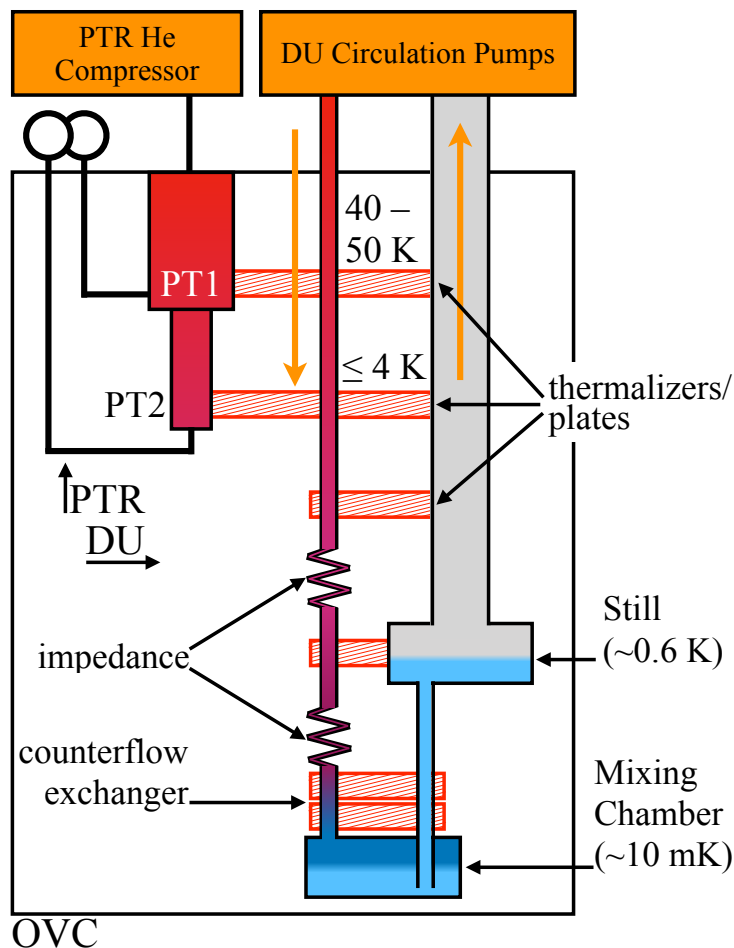 PTR He
Compressor
DU Circulation Pumps
40 –
50 K
PT1
≤ 4 K
PT2
thermalizers/
plates
PTR
DU
impedance
Still
(~0.6 K)
counterflow
exchanger
Mixing
Chamber
(~10 mK)
OVC